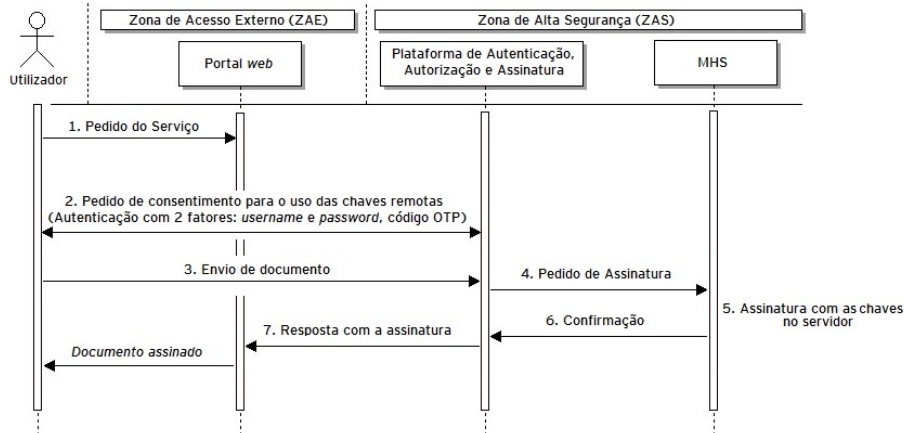 Zona de Acesso Externo (ZAE)
Zona de Alta Segurança (ZAS)
Utilizador
Portal web
Plataforma de Autenticação,
Autorização e Assinatura
MHS
1. Pedido do Serviço
2. Pedido de consentimento para o uso das chaves remotas
(Autenticação com 2 fatores: username e password, código OTP)
3. Envio de documento
4. Pedido de Assinatura
5. Assinatura com as chaves
no servidor
6. Confirmação
7. Resposta com a assinatura
Documento assinado